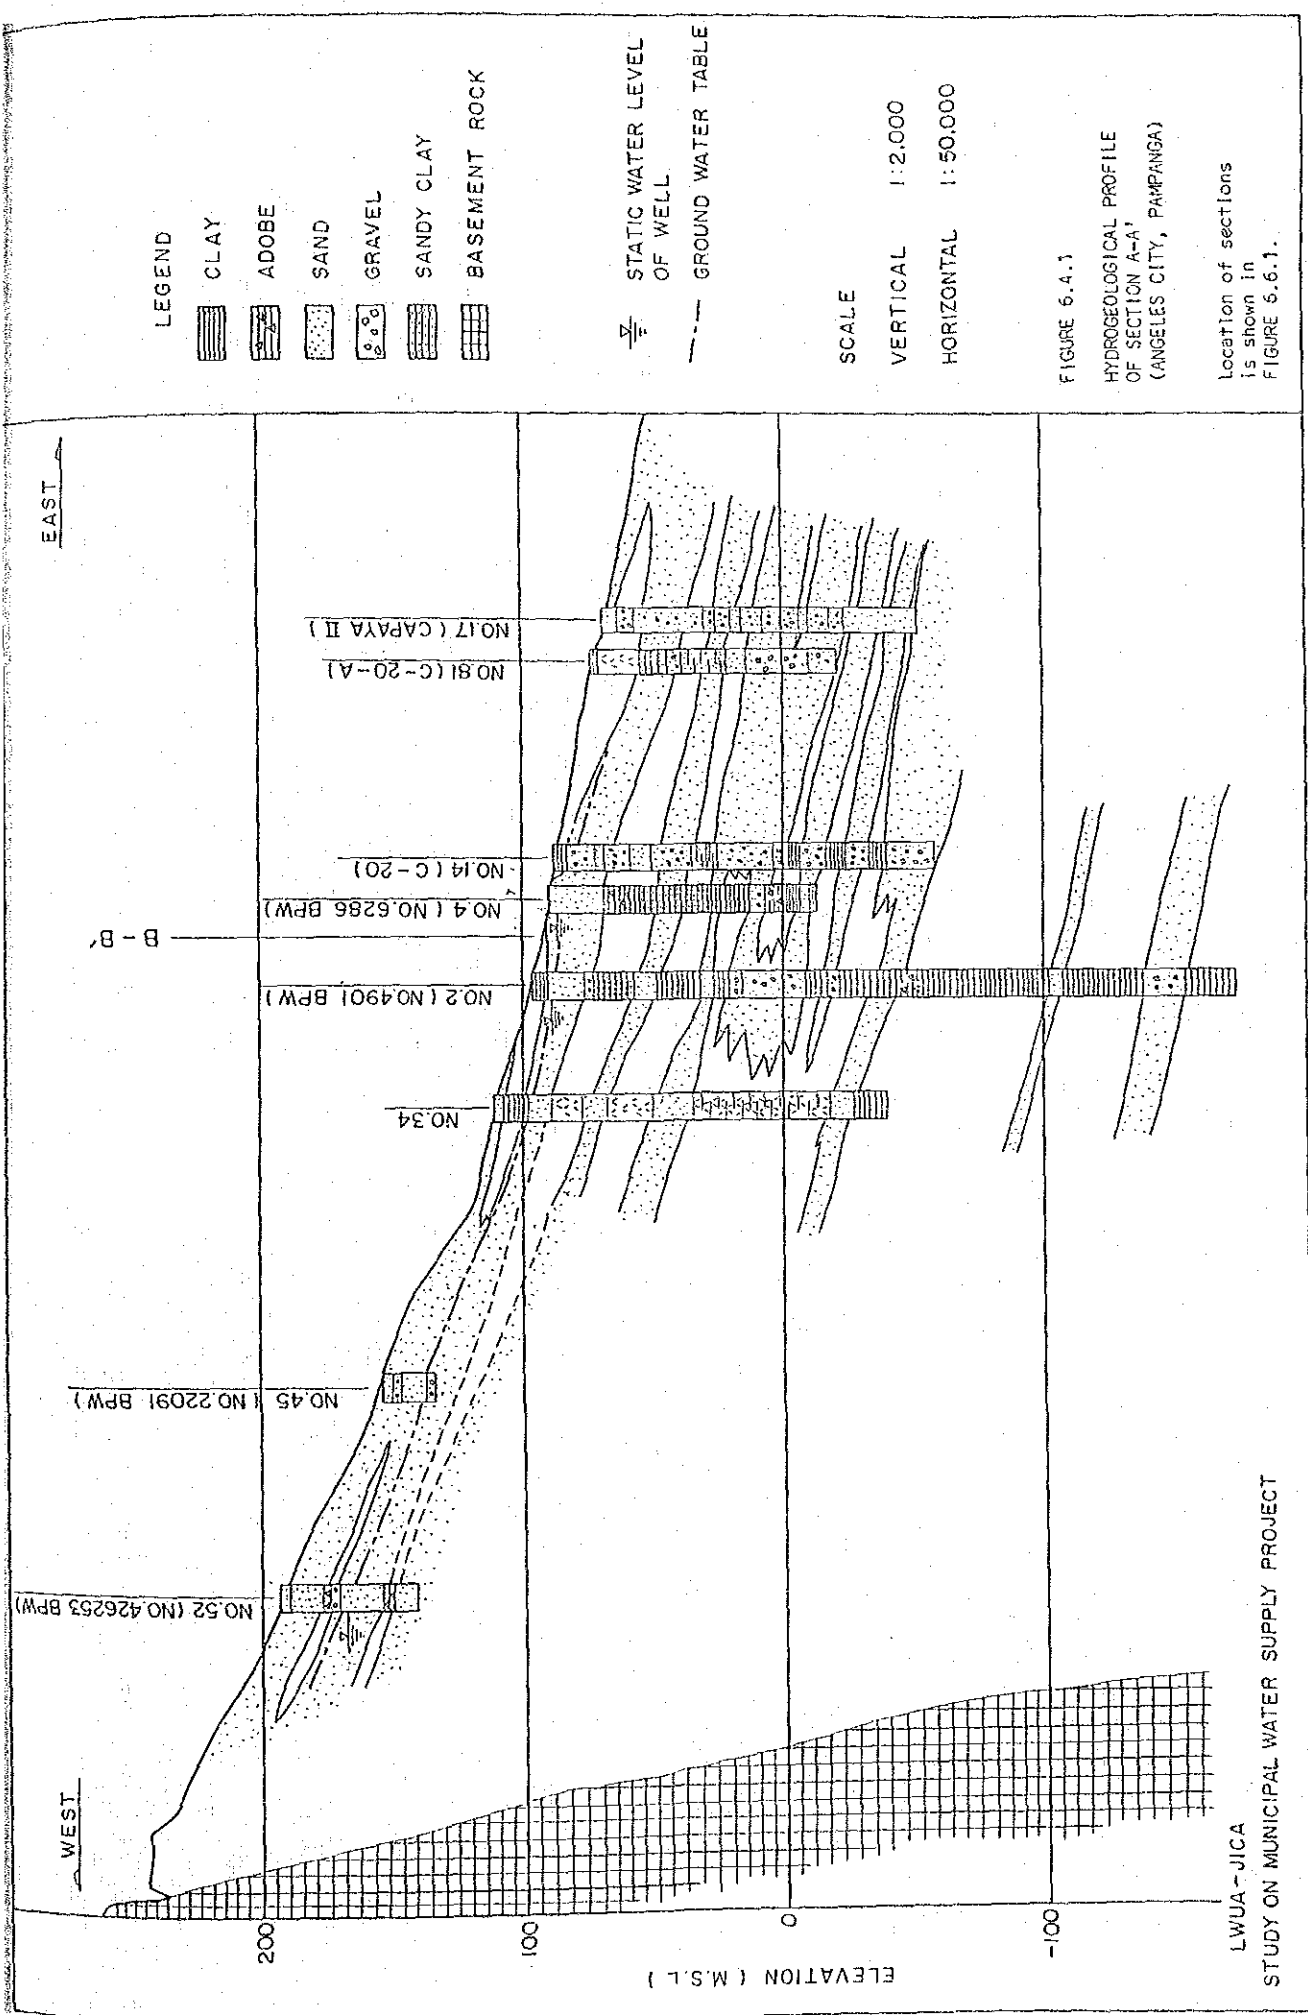 WEST
EAST
NO.52 (NO.426253 BPW)
NO.45 (NO.22091 BPW)
NO.34
NO.2 (NO.4901 BPW)
B - B'
NO.4 (NO.6286 BPW)
NO.14 (C-20)
NO.81 (C-20-A)
NO.17 (CAPAYA II)
ELEVATION (M.S.L)
200
100
0
-100
LEGEND
CLAY
ADOBE
SAND
GRAVEL
SANDY CLAY
BASEMENT ROCK
STATIC WATER LEVEL
OF WELL
GROUND WATER TABLE
SCALE
VERTICAL 1:2.000
HORIZONTAL 1:50.000
FIGURE 6.4.1
HYDROGEOLOGICAL PROFILE
OF SECTION A-A'
(ANGELES CITY, PAMPANGA)
Location of sections
is shown in
FIGURE 5.6.1.
LWUA-JICA
STUDY ON MUNICIPAL WATER SUPPLY PROJECT